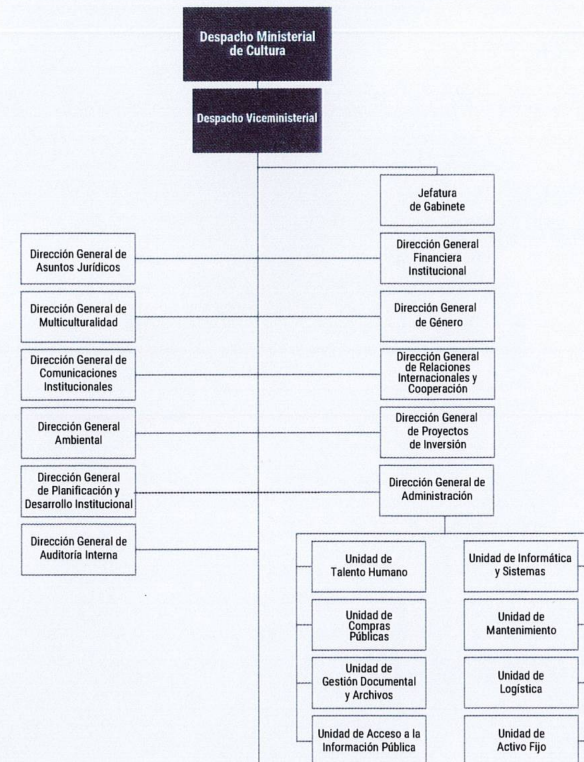 Despacho Ministerial
de Cultura
Despacho Viceministerial
Jefatura
de Gabinete
Dirección General de
Asuntos Jurídicos
Dirección General
Financiera
Institucional
Dirección General de
Multiculturalidad
Dirección General
de Género
Dirección General de
Comunicaciones
Institucionales
Dirección General
de Relaciones
Internacionales y
Cooperación
Dirección General
Ambiental
Dirección General
de Proyectos
de Inversión
Dirección General
de Planificación y
Desarrollo Institucional
Dirección General de
Administración
Dirección General de
Auditoría Interna
Unidad de
Talento Humano
Unidad de Informática
y Sistemas
Unidad de
Compras
Públicas
Unidad de
Mantenimiento
Unidad de
Gestión Documental
y Archivos
Unidad de
Logística
Unidad de Acceso a la
Información Pública
Unidad de
Activo Fijo